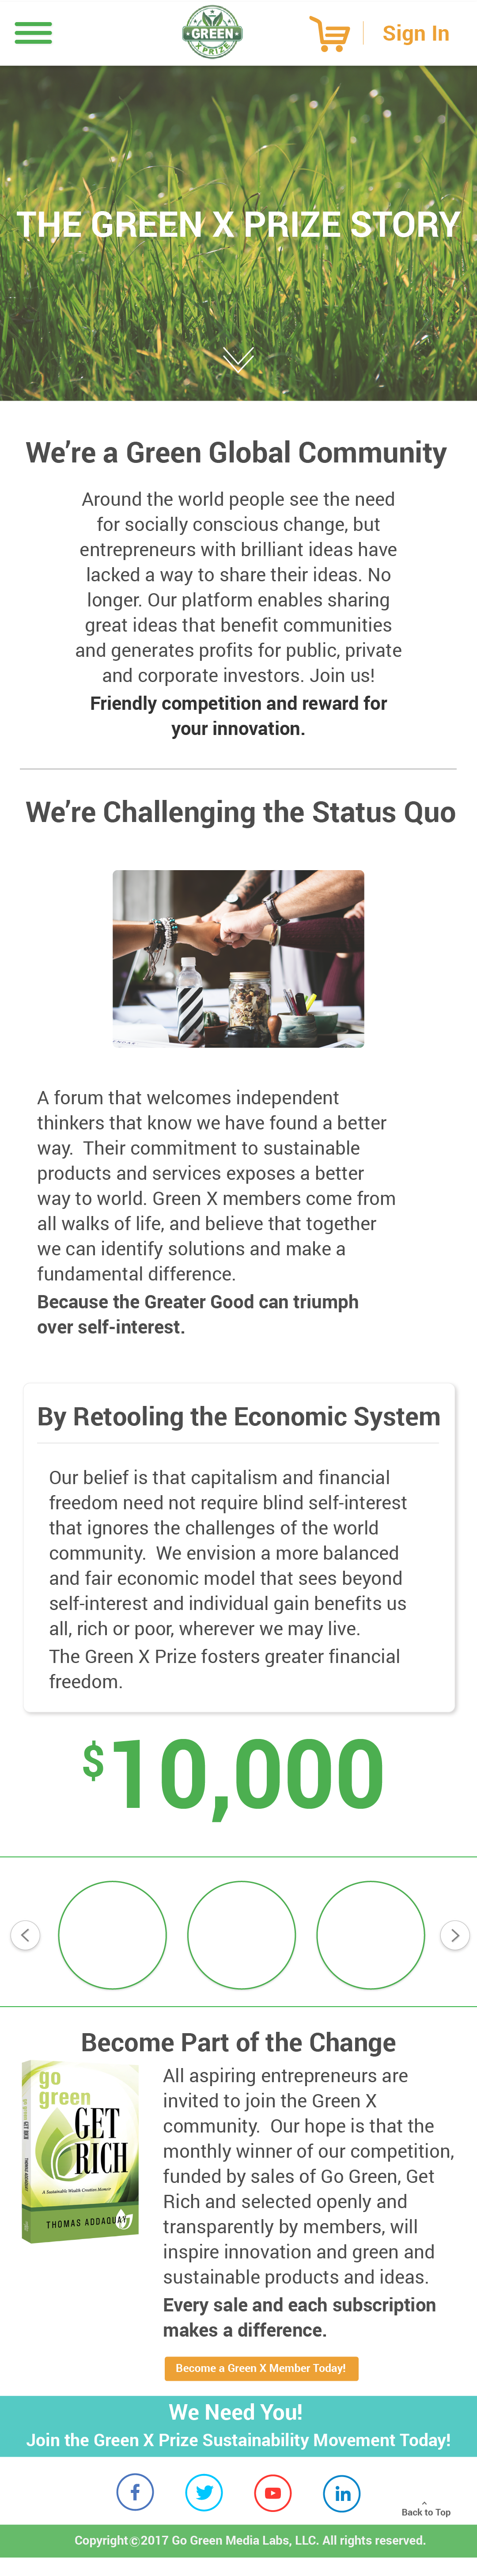 GREEN
X PRIZE
Sign In
THE GREEN X PRIZE STORY
We're a Green Global Community
Around the world people see the need
for socially conscious change, but
entrepreneurs with brilliant ideas have
lacked a way to share their ideas. No
longer. Our platform enables sharing
great ideas that benefit communities
and generates profits for public, private
and corporate investors. Join us!
Friendly competition and reward for
your innovation.
We're Challenging the Status Quo
A forum that welcomes independent
thinkers that know we have found a better
way.  Their commitment to sustainable
products and services exposes a better
way to world. Green X members come from
all walks of life, and believe that together
we can identify solutions and make a
fundamental difference.
Because the Greater Good can triumph
over self-interest.
By Retooling the Economic System
Our belief is that capitalism and financial
freedom need not require blind self-interest
that ignores the challenges of the world
community.  We envision a more balanced
and fair economic model that sees beyond
self-interest and individual gain benefits us
all, rich or poor, wherever we may live.
The Green X Prize fosters greater financial
freedom.
$10,000
Become Part of the Change
go
green
GET
RICH
A Sustainable Wealth Creation Memoir
THOMAS ADDAQUAY
All aspiring entrepreneurs are
invited to join the Green X
community.  Our hope is that the
monthly winner of our competition,
funded by sales of Go Green, Get
Rich and selected openly and
transparently by members, will
inspire innovation and green and
sustainable products and ideas.
Every sale and each subscription
makes a difference.
Become a Green X Member Today!
We Need You!
Join the Green X Prize Sustainability Movement Today!
Back to Top
Copyright©2017 Go Green Media Labs, LLC. All rights reserved.